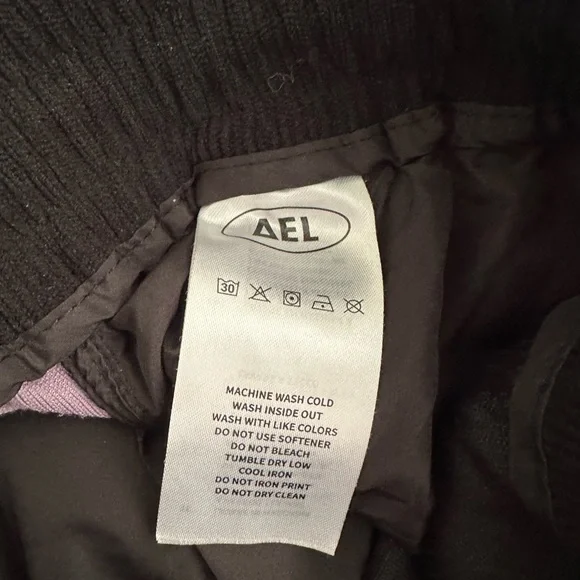 ΔEL
30
MACHINE WASH COLD
WASH INSIDE OUT
WASH WITH LIKE COLORS
DO NOT USE SOFTENER
DO NOT BLEACH
TUMBLE DRY LOW
COOL IRON
DO NOT IRON PRINT
DO NOT DRY CLEAN